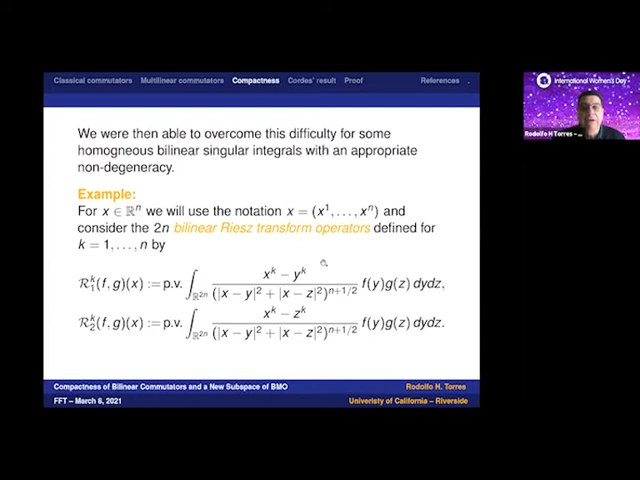 Classical commutators Multilinear commutators Compactness Cordes' result Proof References .
We were then able to overcome this difficulty for some
homogneous bilinear singular integrals with an appropriate
non-degeneracy.
Example:
For x ∈ ℝⁿ we will use the notation x = (x¹, . . . , xⁿ) and
consider the 2n bilinear Riesz transform operators defined for
k = 1, . . . , n by
R₁ᵏ(f, g)(x) := p.v. ∫_{ℝ²ⁿ} (xᵏ − yᵏ) / (|x − y|² + |x − z|²)^{n+1/2} f(y)g(z) dydz,
R₂ᵏ(f, g)(x) := p.v. ∫_{ℝ²ⁿ} (xᵏ − zᵏ) / (|x − y|² + |x − z|²)^{n+1/2} f(y)g(z) dydz.
Compactness of Bilinear Commutators and a New Subspace of BMO Rodolfo H. Torres
FFT – March 8, 2021 Univeristy of California – Riverside
International Women's Day
Rodolfo H Torres -